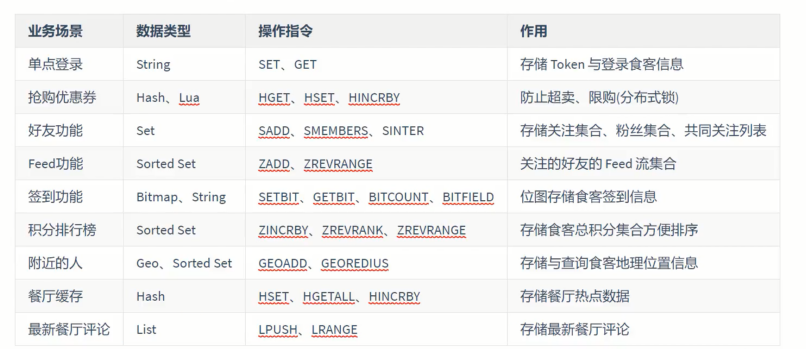 业务场景 数据类型 操作指令 作用
单点登录 String SET、GET 存储 Token 与登录食客信息
抢购优惠券 Hash、Lua HGET、HSET、HINCRBY 防止超卖、限购(分布式锁)
好友功能 Set SADD、SMEMBERS、SINTER 存储关注集合、粉丝集合、共同关注列表
Feed功能 Sorted Set ZADD、ZREVRANGE 关注的好友的 Feed 流集合
签到功能 Bitmap、String SETBIT、GETBIT、BITCOUNT、BITFIELD 位图存储食客签到信息
积分排行榜 Sorted Set ZINCRBY、ZREVRANK、ZREVRANGE 存储食客总积分集合方便排序
附近的人 Geo、Sorted Set GEOADD、GEOREDIUS 存储与查询食客地理位置信息
餐厅缓存 Hash HSET、HGETALL、HINCRBY 存储餐厅热点数据
最新餐厅评论 List LPUSH、LRANGE 存储最新餐厅评论